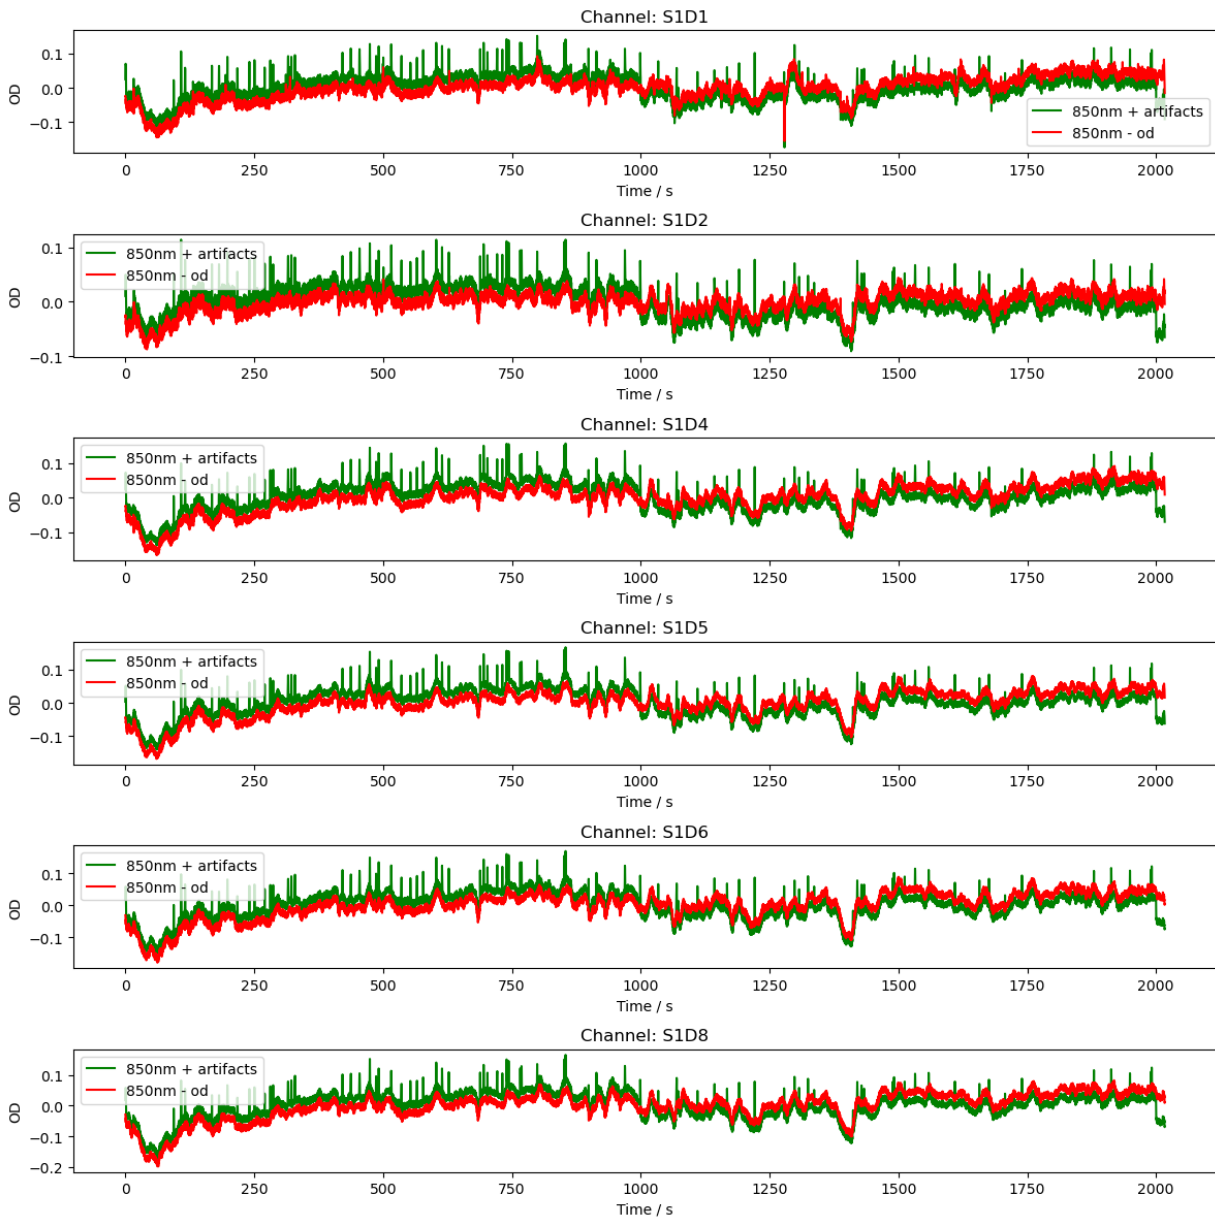 Channel: S1D1
0.1
0.0
−0.1
OD
850nm + artifacts
850nm - od
0 250 500 750 1000 1250 1500 1750 2000
Time / s
Channel: S1D2
0.1
0.0
−0.1
OD
850nm + artifacts
850nm - od
0 250 500 750 1000 1250 1500 1750 2000
Time / s
Channel: S1D4
0.1
0.0
−0.1
OD
850nm + artifacts
850nm - od
0 250 500 750 1000 1250 1500 1750 2000
Time / s
Channel: S1D5
0.1
0.0
−0.1
OD
850nm + artifacts
850nm - od
0 250 500 750 1000 1250 1500 1750 2000
Time / s
Channel: S1D6
0.1
0.0
−0.1
OD
850nm + artifacts
850nm - od
0 250 500 750 1000 1250 1500 1750 2000
Time / s
Channel: S1D8
0.1
0.0
−0.1
−0.2
OD
850nm + artifacts
850nm - od
0 250 500 750 1000 1250 1500 1750 2000
Time / s